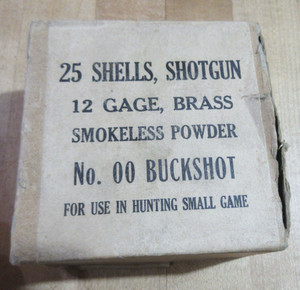 25 SHELLS, SHOTGUN
12 GAGE, BRASS
SMOKELESS POWDER
No. 00 BUCKSHOT
FOR USE IN HUNTING SMALL GAME